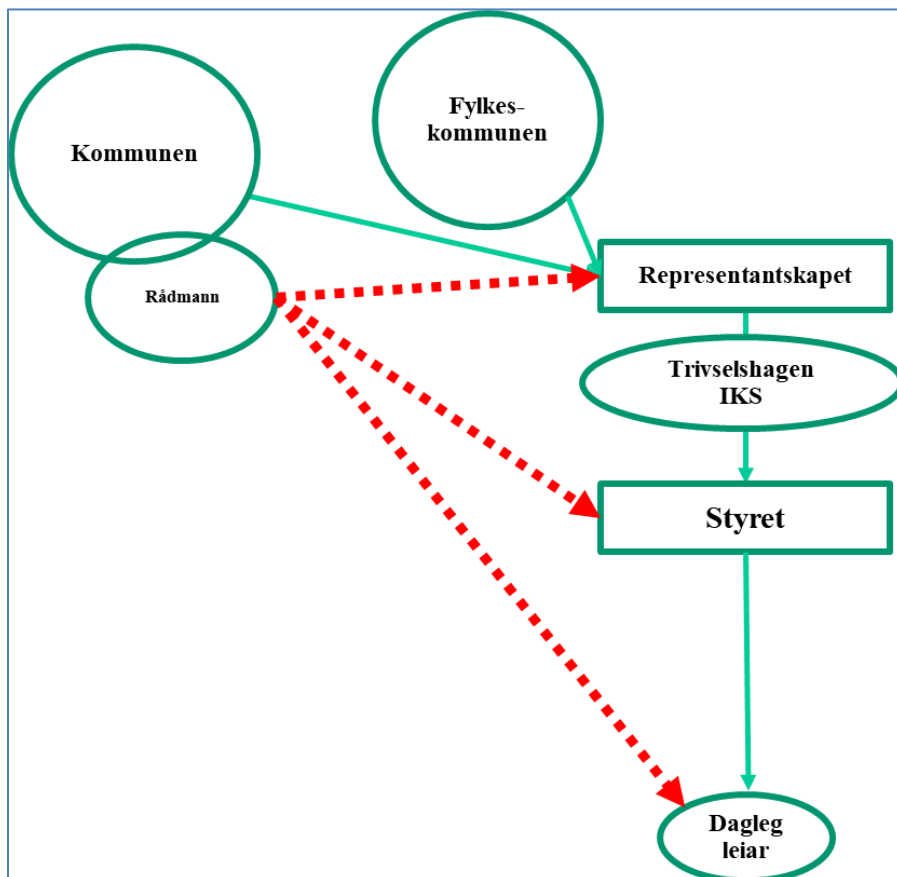 Kommunen
Fylkes-
kommunen
Rådmann
Representantskapet
Trivselshagen
IKS
Styret
Dagleg
leiar